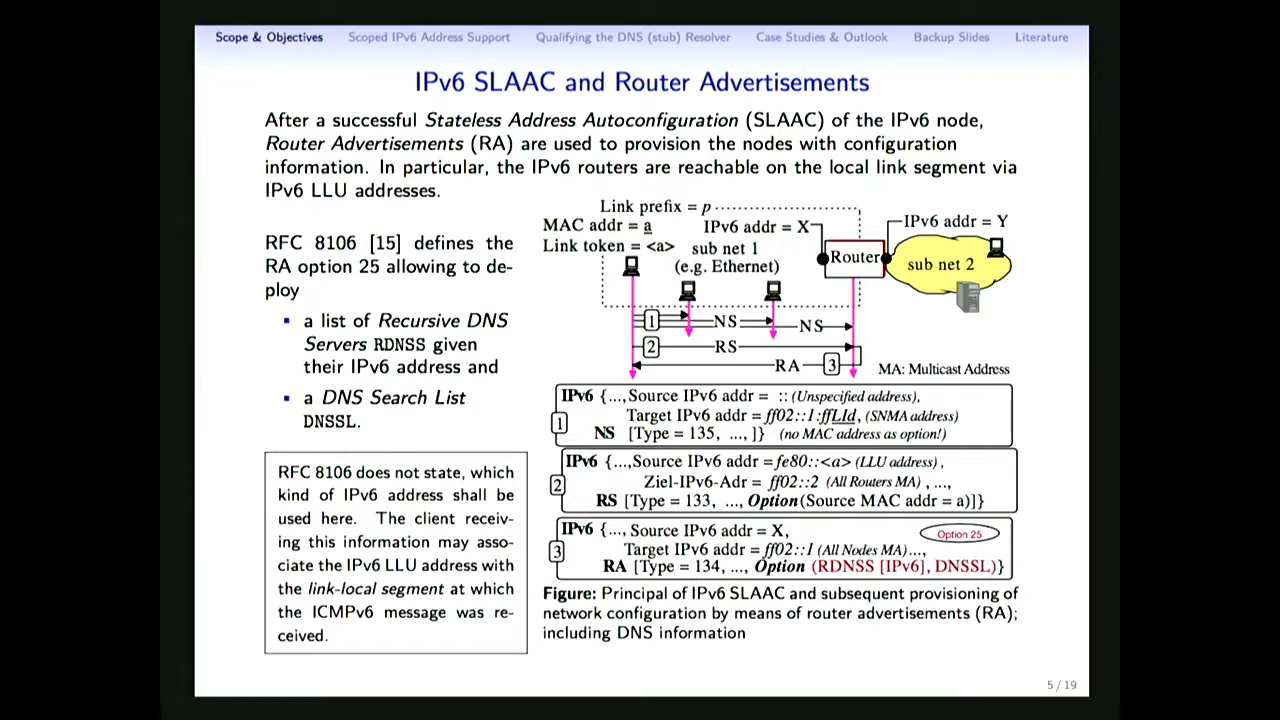 Scope & Objectives Scoped IPv6 Address Support Qualifying the DNS (stub) Resolver Case Studies & Outlook Backup Slides Literature
IPv6 SLAAC and Router Advertisements
After a successful Stateless Address Autoconfiguration (SLAAC) of the IPv6 node,
Router Advertisements (RA) are used to provision the nodes with configuration
information. In particular, the IPv6 routers are reachable on the local link segment via
IPv6 LLU addresses.
RFC 8106 [15] defines the
RA option 25 allowing to de-
ploy
▪ a list of Recursive DNS
Servers RDNSS given
their IPv6 address and
▪ a DNS Search List
DNSSL.
RFC 8106 does not state, which
kind of IPv6 address shall be
used here. The client receiv-
ing this information may asso-
ciate the IPv6 LLU address with
the link-local segment at which
the ICMPv6 message was re-
ceived.
Link prefix = p
MAC addr = a
IPv6 addr = X
IPv6 addr = Y
Link token = <a>
sub net 1
(e.g. Ethernet)
Router
sub net 2
1 NS NS
2 RS
RA 3
MA: Multicast Address
IPv6 {...,Source IPv6 addr = :: (Unspecified address),
Target IPv6 addr = ff02::1:ffLId, (SNMA address)
1
NS [Type = 135, ..., ]} (no MAC address as option!)
IPv6 {...,Source IPv6 addr =fe80::<a> (LLU address) ,
Ziel-IPv6-Adr = ff02::2 (All Routers MA) , ...,
2
RS [Type = 133, ..., Option(Source MAC addr = a)]}
IPv6 {..., Source IPv6 addr = X,
Option 25
Target IPv6 addr = ff02::1 (All Nodes MA)...,
3
RA [Type = 134, ..., Option (RDNSS [IPv6], DNSSL)}
Figure: Principal of IPv6 SLAAC and subsequent provisioning of
network configuration by means of router advertisements (RA);
including DNS information
5 / 19